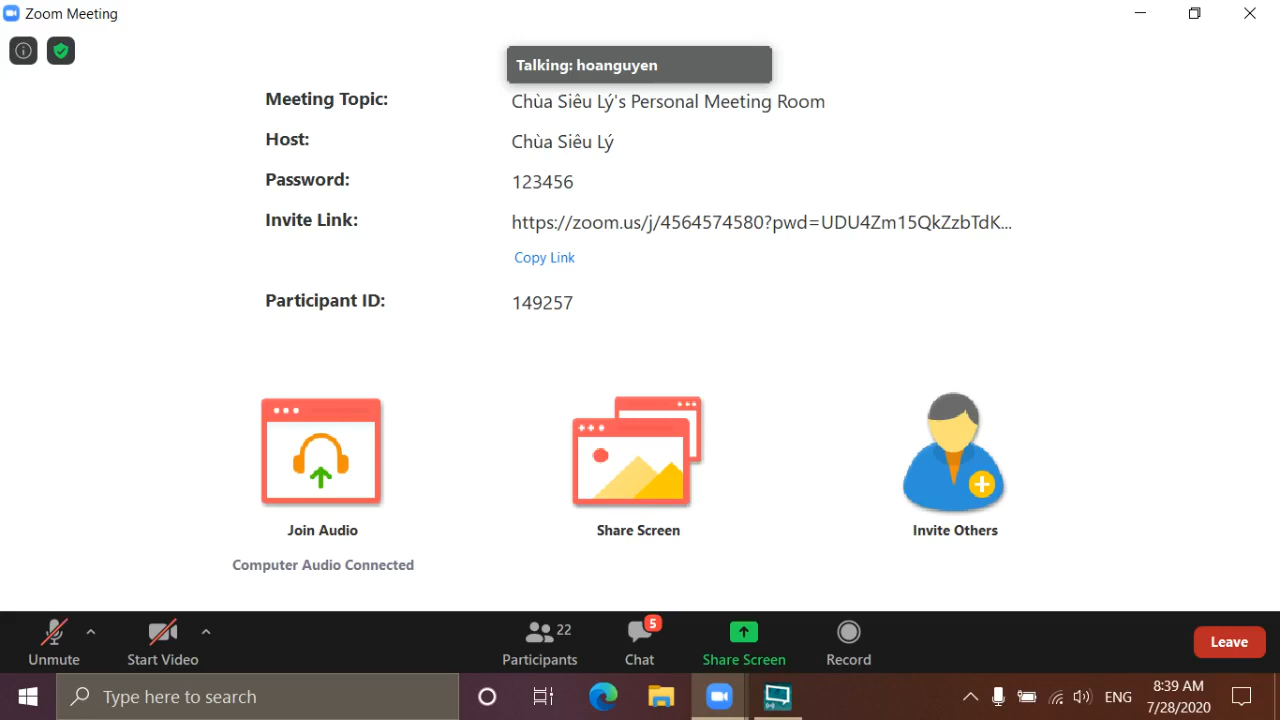 Zoom Meeting
Talking: hoanguyen
Meeting Topic:
Chùa Siêu Lý's Personal Meeting Room
Host:
Chùa Siêu Lý
Password:
123456
Invite Link:
https://zoom.us/j/4564574580?pwd=UDU4Zm15QkZzbTdK...
Copy Link
Participant ID:
149257
Join Audio
Share Screen
Invite Others
Computer Audio Connected
22
5
Unmute
Start Video
Participants
Chat
Share Screen
Record
Leave
Type here to search
ENG
8:39 AM
7/28/2020